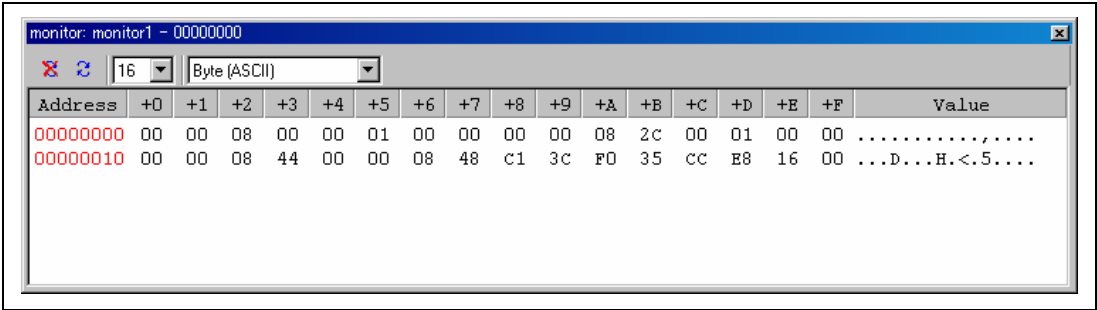 monitor: monitor1 - 00000000
16 Byte (ASCII)
Address +0 +1 +2 +3 +4 +5 +6 +7 +8 +9 +A +B +C +D +E +F Value
00000000 00 00 08 00 00 01 00 00 00 00 08 2C 00 01 00 00 ...........,....
00000010 00 00 08 44 00 00 08 48 C1 3C F0 35 CC E8 16 00 ...D...H.<.5....